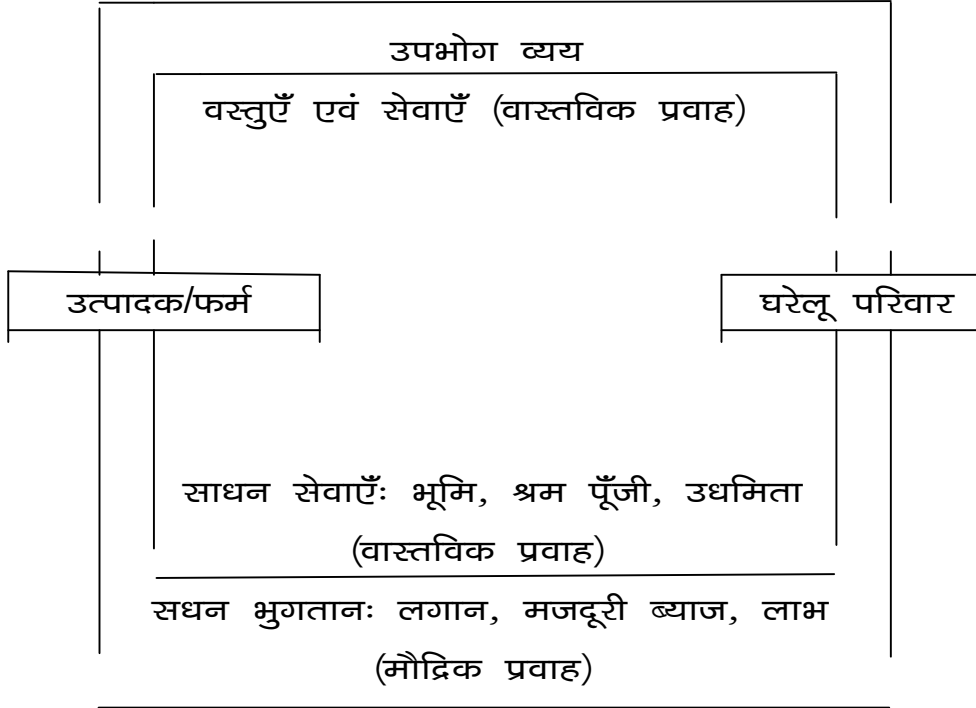 उपभोग व्यय
वस्तुएँ एवं सेवाएँ (वास्तविक प्रवाह)
उत्पादक/फर्म
घरेलू परिवार
साधन सेवाएँः भूमि, श्रम पूँजी, उधमिता
(वास्तविक प्रवाह)
सधन भुगतानः लगान, मजदूरी ब्याज, लाभ
(मौद्रिक प्रवाह)